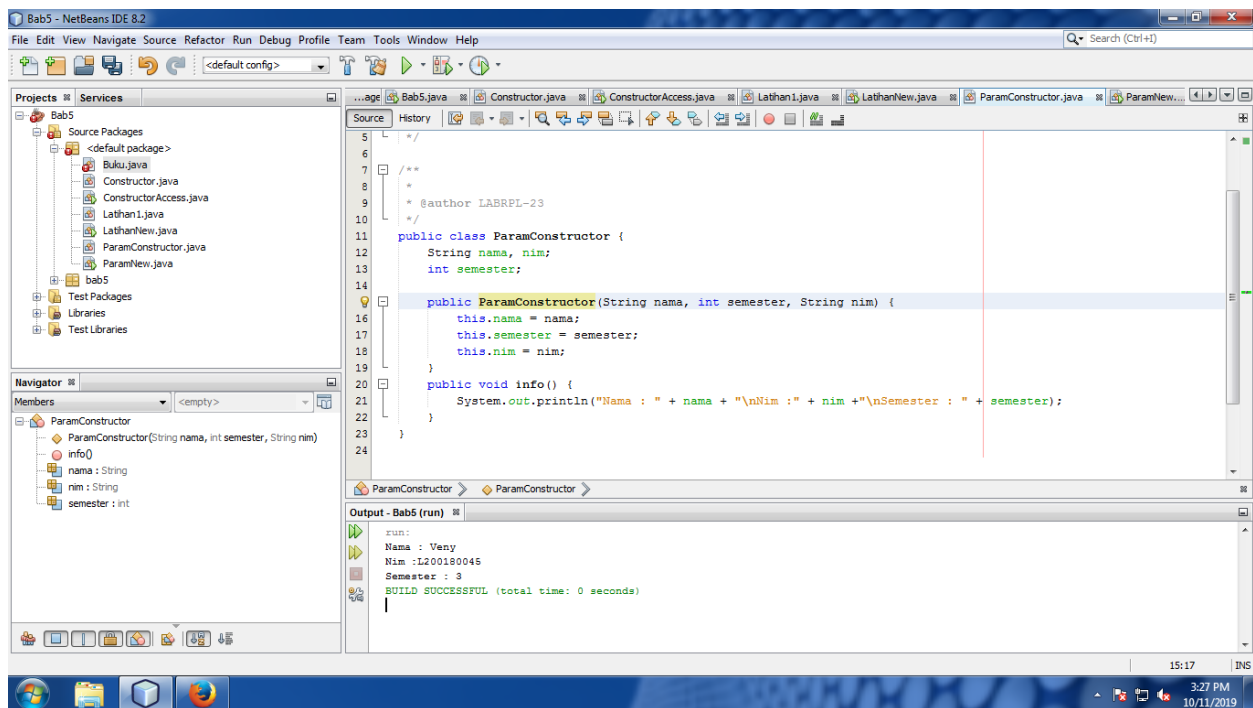 Bab5 - NetBeans IDE 8.2
File Edit View Navigate Source Refactor Run Debug Profile Team Tools Window Help
Search (Ctrl+I)
<default config>
Projects Services
Bab5
Source Packages
<default package>
Buku.java
Constructor.java
ConstructorAccess.java
Latihan1.java
LatihanNew.java
ParamConstructor.java
ParamNew.java
bab5
Test Packages
Libraries
Test Libraries
Navigator
Members <empty>
ParamConstructor
ParamConstructor(String nama, int semester, String nim)
info()
nama : String
nim : String
semester : int
...age Bab5.java Constructor.java ConstructorAccess.java Latihan1.java LatihanNew.java ParamConstructor.java ParamNew....
Source History
5 */
6
7 /**
8 *
9 * @author LABRPL-23
10 */
11 public class ParamConstructor {
12 String nama, nim;
13 int semester;
14
public ParamConstructor(String nama, int semester, String nim) {
16 this.nama = nama;
17 this.semester = semester;
18 this.nim = nim;
19 }
20 public void info() {
21 System.out.println("Nama : " + nama + "\nNim :" + nim +"\nSemester : " + semester);
22 }
23 }
24
ParamConstructor ParamConstructor
Output - Bab5 (run)
run:
Nama : Veny
Nim :L200180045
Semester : 3
BUILD SUCCESSFUL (total time: 0 seconds)
15:17 INS
3:27 PM
10/11/2019